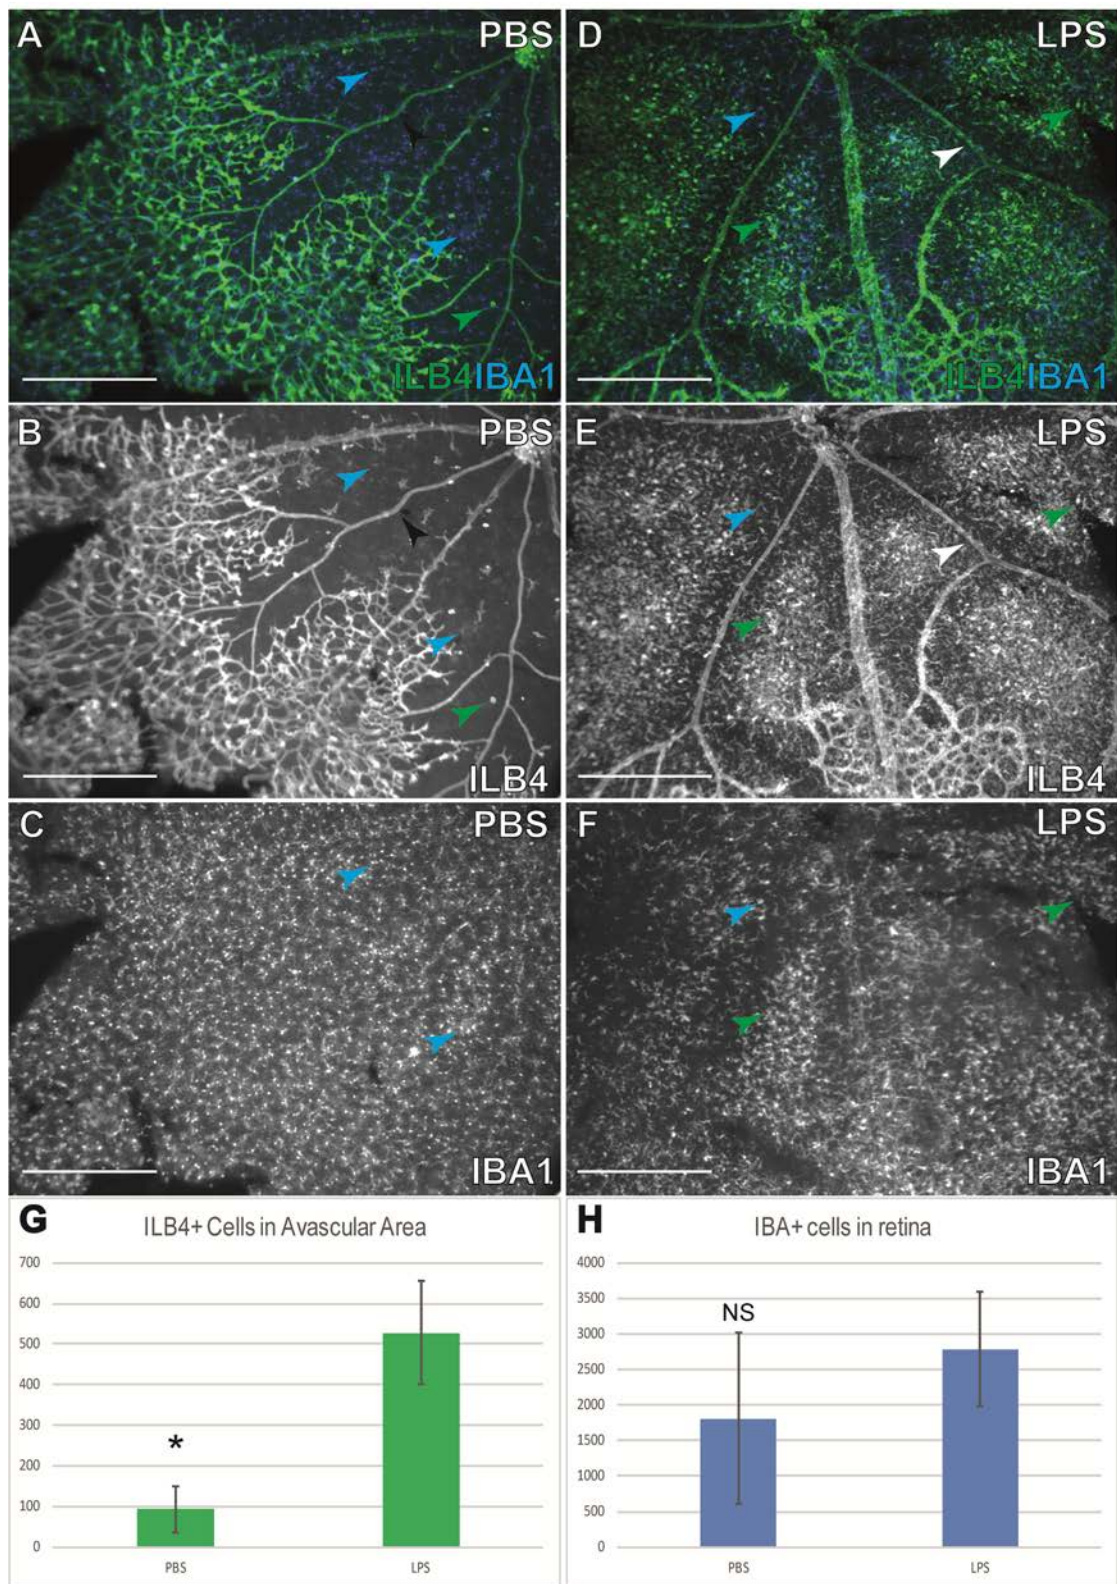 A PBS
ILB4IBA1
D LPS
ILB4IBA1
B PBS
ILB4
E LPS
ILB4
C PBS
IBA1
F LPS
IBA1
G ILB4+ Cells in Avascular Area
700
600
500
400
300
200
100
0
*
PBS LPS
H IBA+ cells in retina
4000
3500
3000
2500
2000
1500
1000
500
0
NS
PBS LPS